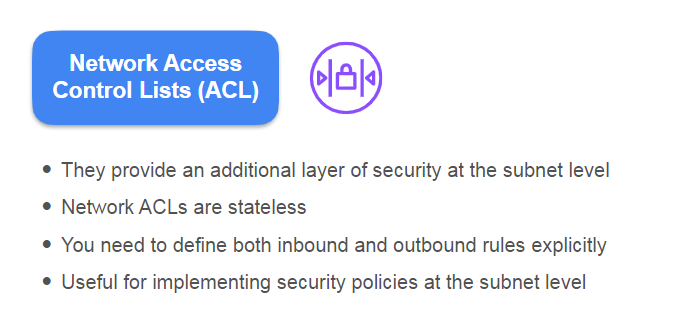 Network Access
Control Lists (ACL)
• They provide an additional layer of security at the subnet level
• Network ACLs are stateless
• You need to define both inbound and outbound rules explicitly
• Useful for implementing security policies at the subnet level